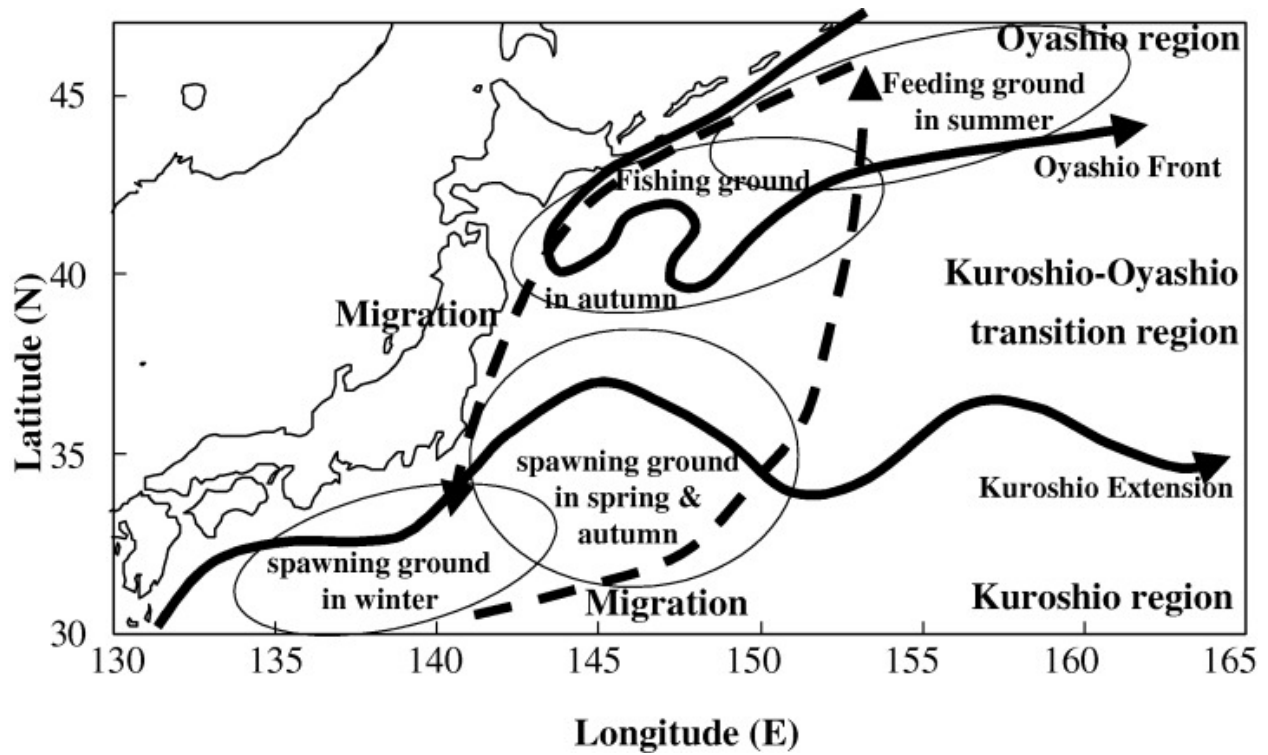 Oyashio region
45
Feeding ground
in summer
Oyashio Front
Fishing ground
in autumn
40
Kuroshio-Oyashio
transition region
Migration
Latitude (N)
35
spawning ground
in spring &
autumn
Kuroshio Extension
spawning ground
in winter
Migration
Kuroshio region
30
130 135 140 145 150 155 160 165
Longitude (E)